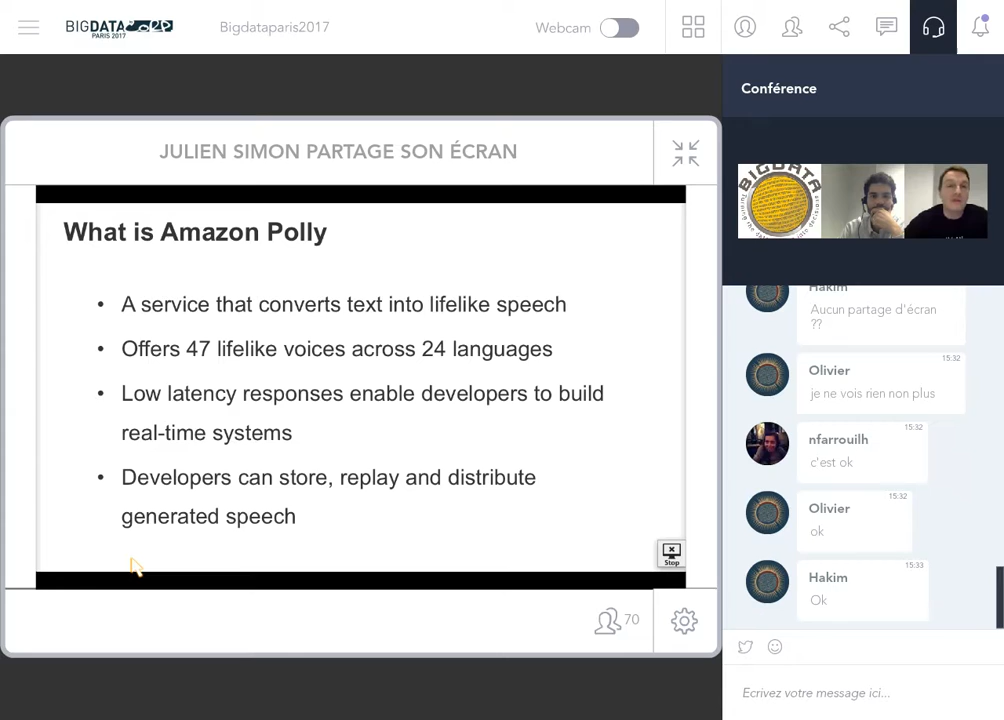 BIGDATA
PARIS 2017
Bigdataparis2017
Webcam
JULIEN SIMON PARTAGE SON ÉCRAN
What is Amazon Polly
• A service that converts text into lifelike speech
• Offers 47 lifelike voices across 24 languages
• Low latency responses enable developers to build
real-time systems
• Developers can store, replay and distribute
generated speech
Stop
70
Conférence
BIGDATA
Hakim
Aucun partage d'écran
??
15:32
Olivier
je ne vois rien non plus
15:32
nfarrouilh
c'est ok
15:32
Olivier
ok
15:33
Hakim
Ok
Ecrivez votre message ici...